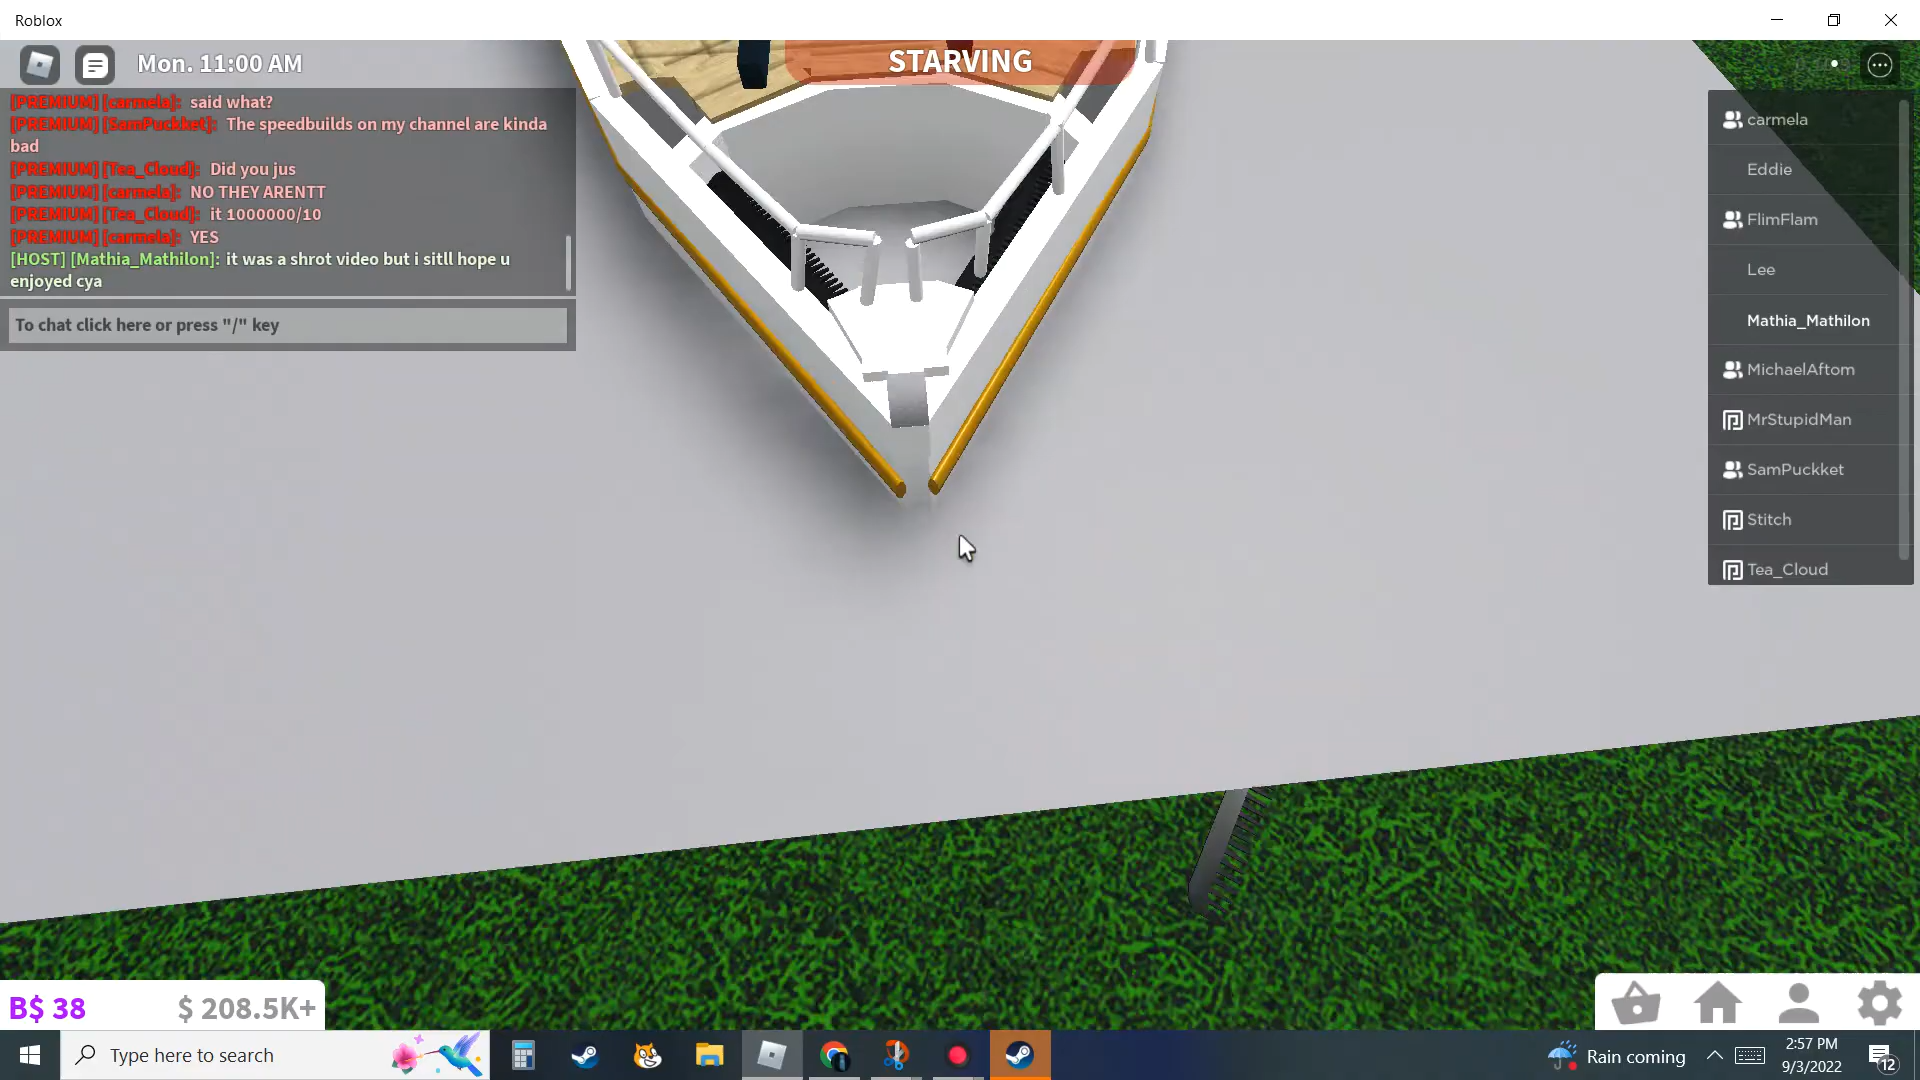 Roblox
Mon. 11:00 AM
STARVING
[PREMIUM] [carmela]: said what?
[PREMIUM] [SamPuckket]: The speedbuilds on my channel are kinda
bad
[PREMIUM] [Tea_Cloud]: Did you jus
[PREMIUM] [carmela]: NO THEY ARENTT
[PREMIUM] [Tea_Cloud]: it 1000000/10
[PREMIUM] [carmela]: YES
[HOST] [Mathia_Mathilon]: it was a shrot video but i sitll hope u
enjoyed cya
To chat click here or press "/" key
carmela
Eddie
FlimFlam
Lee
Mathia_Mathilon
MichaelAftom
MrStupidMan
SamPuckket
Stitch
Tea_Cloud
B$ 38 $ 208.5K+
Type here to search
Rain coming
2:57 PM
9/3/2022
12